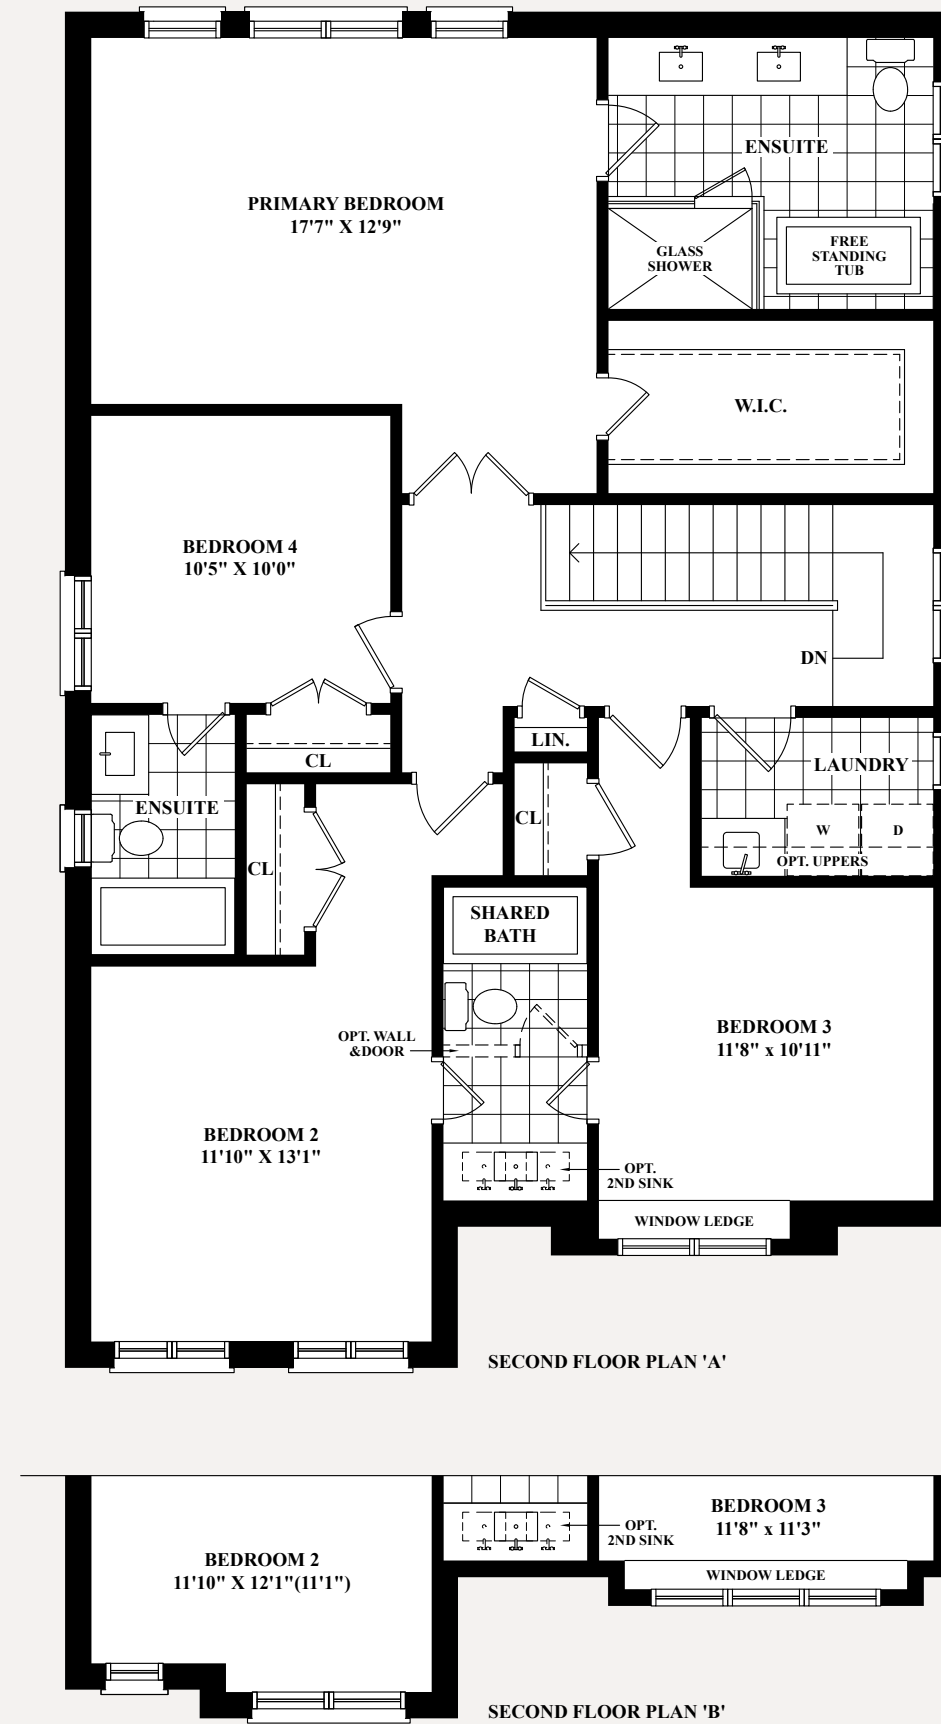 ENSUITE
PRIMARY BEDROOM
17'7" X 12'9"
GLASS
SHOWER
FREE
STANDING
TUB
W.I.C.
BEDROOM 4
10'5" X 10'0"
DN
LIN.
CL
LAUNDRY
ENSUITE
CL
CL
W
D
OPT. UPPERS
SHARED
BATH
OPT. WALL
&DOOR
BEDROOM 3
11'8" x 10'11"
BEDROOM 2
11'10" X 13'1"
OPT.
2ND SINK
WINDOW LEDGE
SECOND FLOOR PLAN 'A'
BEDROOM 3
11'8" x 11'3"
OPT.
2ND SINK
BEDROOM 2
11'10" X 12'1"(11'1")
WINDOW LEDGE
SECOND FLOOR PLAN 'B'